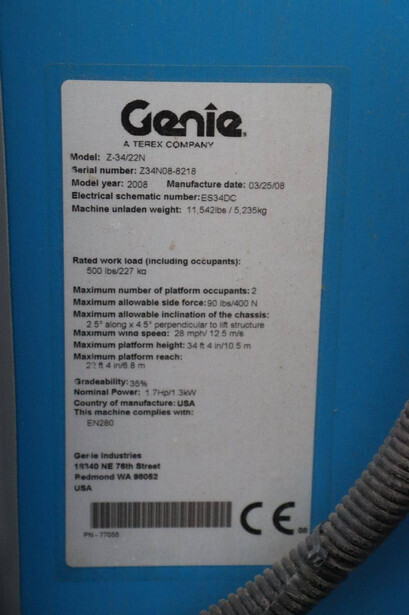 Genie
A TEREX COMPANY
Model: Z-34/22N
Serial number: Z34N08-8218
Model year: 2008 Manufacture date: 03/25/08
Electrical schematic number:ES34DC
Machine unladen weight: 11,542lbs / 5,235kg
Rated work load (including occupants):
500 lbs/227 kg
Maximum number of platform occupants: 2
Maximum allowable side force:90 lbs/400 N
Maximum allowable inclination of the chassis:
2.5° along x 4.5° perpendicular to lift structure
Maximum wind speed: 28 mph/ 12.5 m/s
Maximum platform height: 34 ft 4 in/10.5 m
Maximum platform reach:
22 ft 4 in/6.8 m
Gradeability:35%
Nominal Power: 1.7Hp/1.3kW
Country of manufacture: USA
This machine complies with:
EN280
Genie Industries
18340 NE 76th Street
Redmond WA 98052
USA
PN - 77055
CE
08